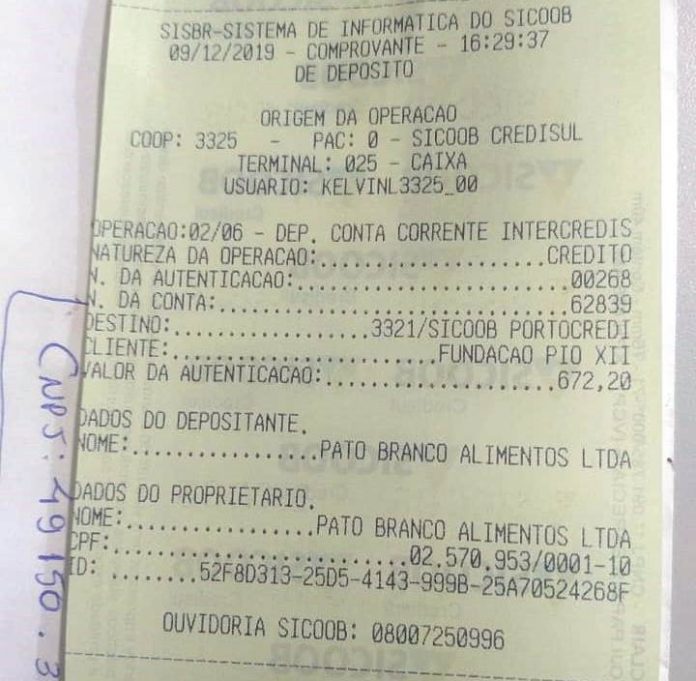 SISBR-SISTEMA DE INFORMATICA DO SICOOB
09/12/2019 - COMPROVANTE - 16:29:37
DE DEPOSITO
ORIGEM DA OPERACAO
COOP: 3325 - PAC: 0 - SICOOB CREDISUL
TERMINAL: 025 - CAIXA
USUARIO: KELVINL3325_00
OPERACAO:02/06 - DEP. CONTA CORRENTE INTERCREDIS
NATUREZA DA OPERACAO:....................CREDITO
N. DA AUTENTICACAO:........................00268
N. DA CONTA:...............................62839
DESTINO:.................3321/SICOOB PORTOCREDI
CLIENTE:.......................FUNDACAO PIO XII
VALOR DA AUTENTICACAO:....................672,20
DADOS DO DEPOSITANTE.
NOME:................PATO BRANCO ALIMENTOS LTDA
DADOS DO PROPRIETARIO.
NOME:................PATO BRANCO ALIMENTOS LTDA
CPF:.........................02.570.953/0001-10
ID: ........52F8D313-25D5-4143-999B-25A70524268F
OUVIDORIA SICOOB: 08007250996
CNPJ: 49 150 . 3